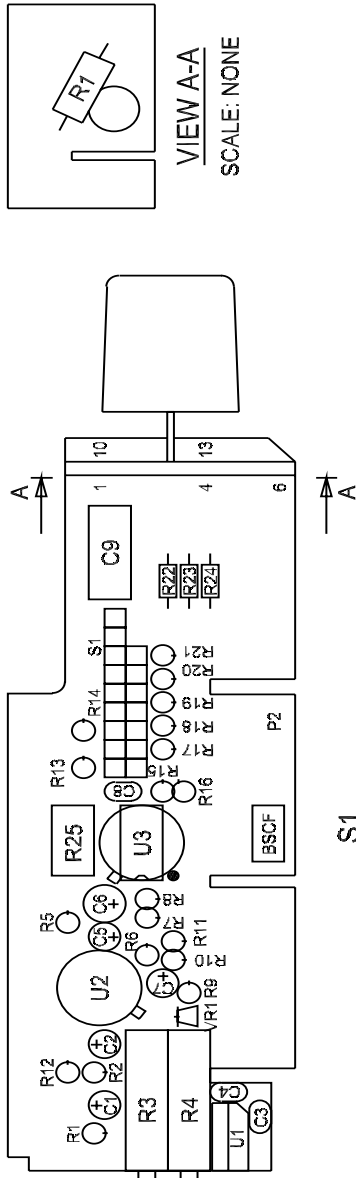 R1
VIEW A-A
SCALE: NONE
A
A
10
13
1
4
6
C9
R22
R23
R24
S1
R14
R21
R20
R19
R18
R17
R13
R15
R16
C8
P2
R25
U3
BSCF
S1
C6
R5
C5
R8
R7
R6
R11
R10
U2
C7
R9
VR1
R12
C2
R2
C1
R1
R3
R4
C4
U1
C3